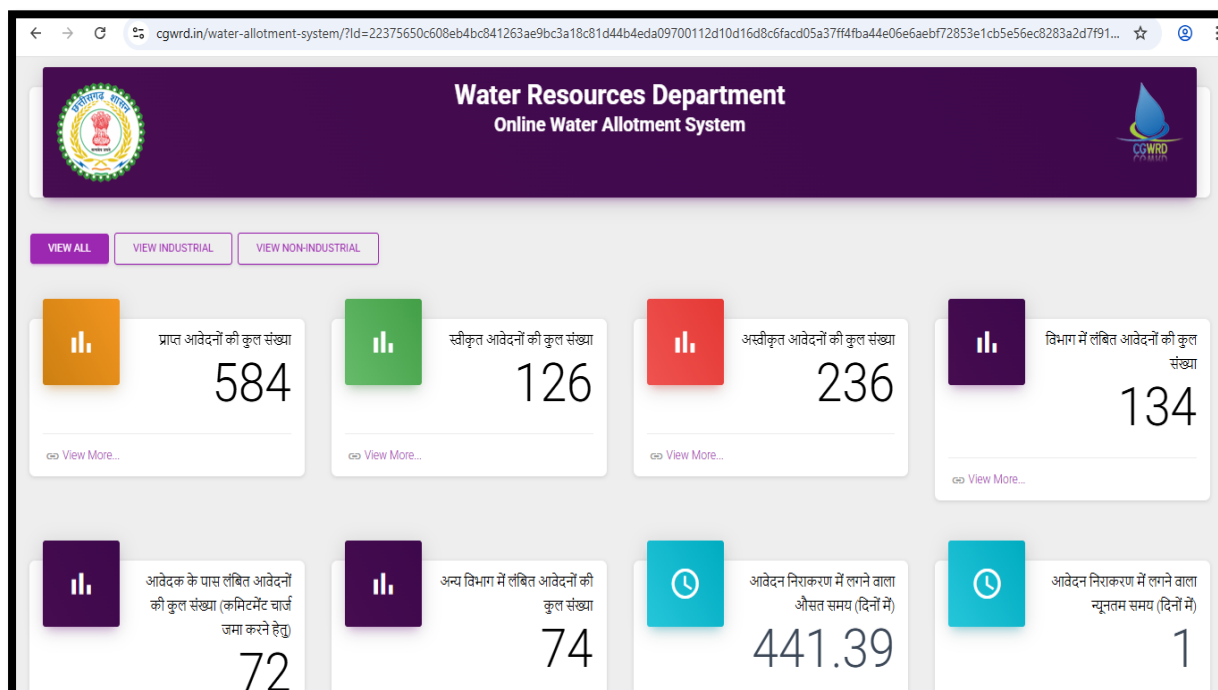 cgwrd.in/water-allotment-system/?Id=22375650c608eb4bc841263ae9bc3a18c81d44b4eda09700112d10d16d8c6facd05a37ff4fba44e06e6aebf72853e1cb5e56ec8283a2d7f91...
छत्तीसगढ़ शासन
Water Resources Department
Online Water Allotment System
CGWRD
VIEW ALL
VIEW INDUSTRIAL
VIEW NON-INDUSTRIAL
प्राप्त आवेदनों की कुल संख्या
584
View More...
स्वीकृत आवेदनों की कुल संख्या
126
View More...
अस्वीकृत आवेदनों की कुल संख्या
236
View More...
विभाग में लंबित आवेदनों की कुल
संख्या
134
View More...
आवेदक के पास लंबित आवेदनों
की कुल संख्या (कमिटमेंट चार्ज
जमा करने हेतु)
72
अन्य विभाग में लंबित आवेदनों की
कुल संख्या
74
आवेदन निराकरण में लगने वाला
औसत समय (दिनों में)
441.39
आवेदन निराकरण में लगने वाला
न्यूनतम समय (दिनों में)
1